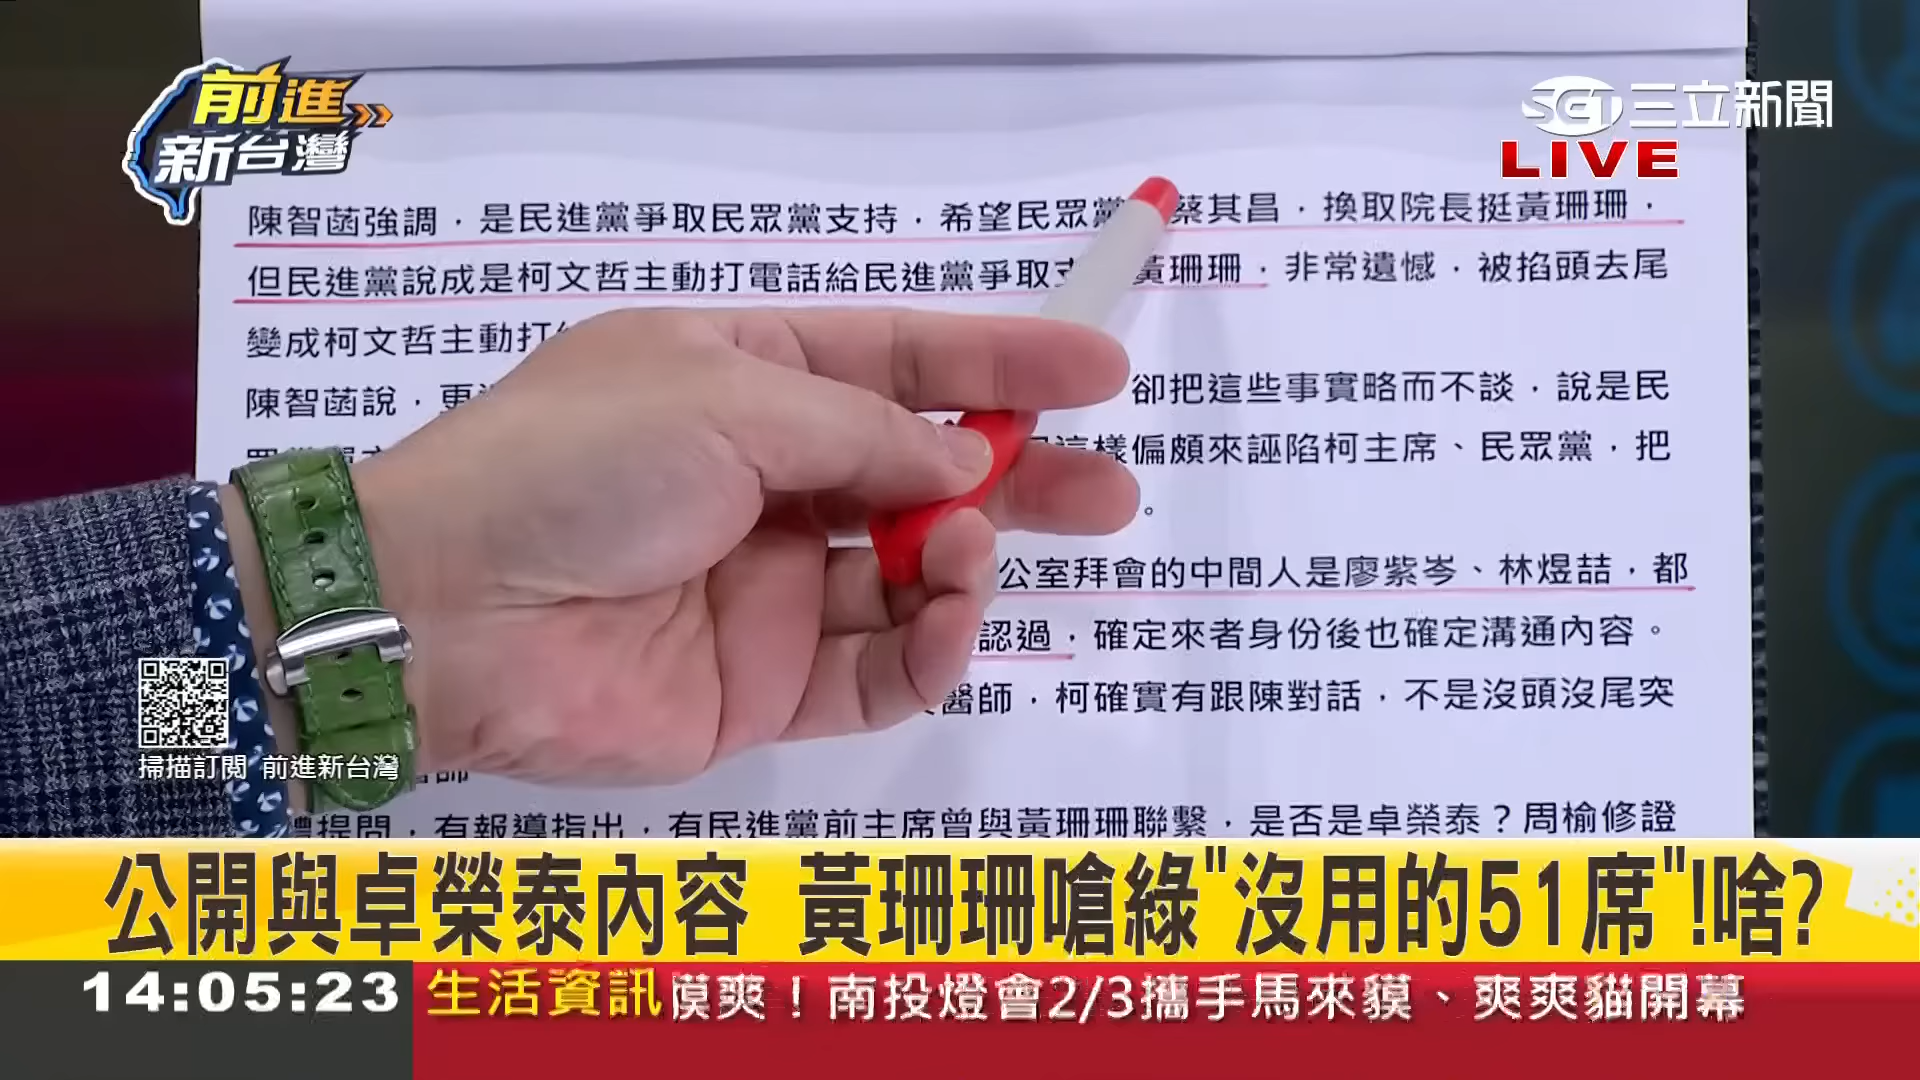 前進
新台灣
SET三立新聞
LIVE
陳智菡強調，是民進黨爭取民眾黨支持，希望民眾黨 蔡其昌，換取院長挺黃珊珊，
但民進黨說成是柯文哲主動打電話給民進黨爭取 黃珊珊，非常遺憾，被掐頭去尾
變成柯文哲主動打
陳智菡說， 卻把這些事實略而不談，說是民
這樣偏頗來誣陷柯主席、民眾黨，把
。
公室拜會的中間人是廖紫岑、林煜喆，都
認過，確定來者身份後也確定溝通內容。
醫師，柯確實有跟陳對話，不是沒頭沒尾突
提問，有報導指出，有民進黨前主席曾與黃珊珊聯繫，是否是卓榮泰？周榆修證
掃描訂閱 前進新台灣
公開與卓榮泰內容 黃珊珊嗆綠"沒用的51席"!啥?
14:05:23 生活資訊 爽！南投燈會2/3攜手馬來貘、爽爽貓開幕